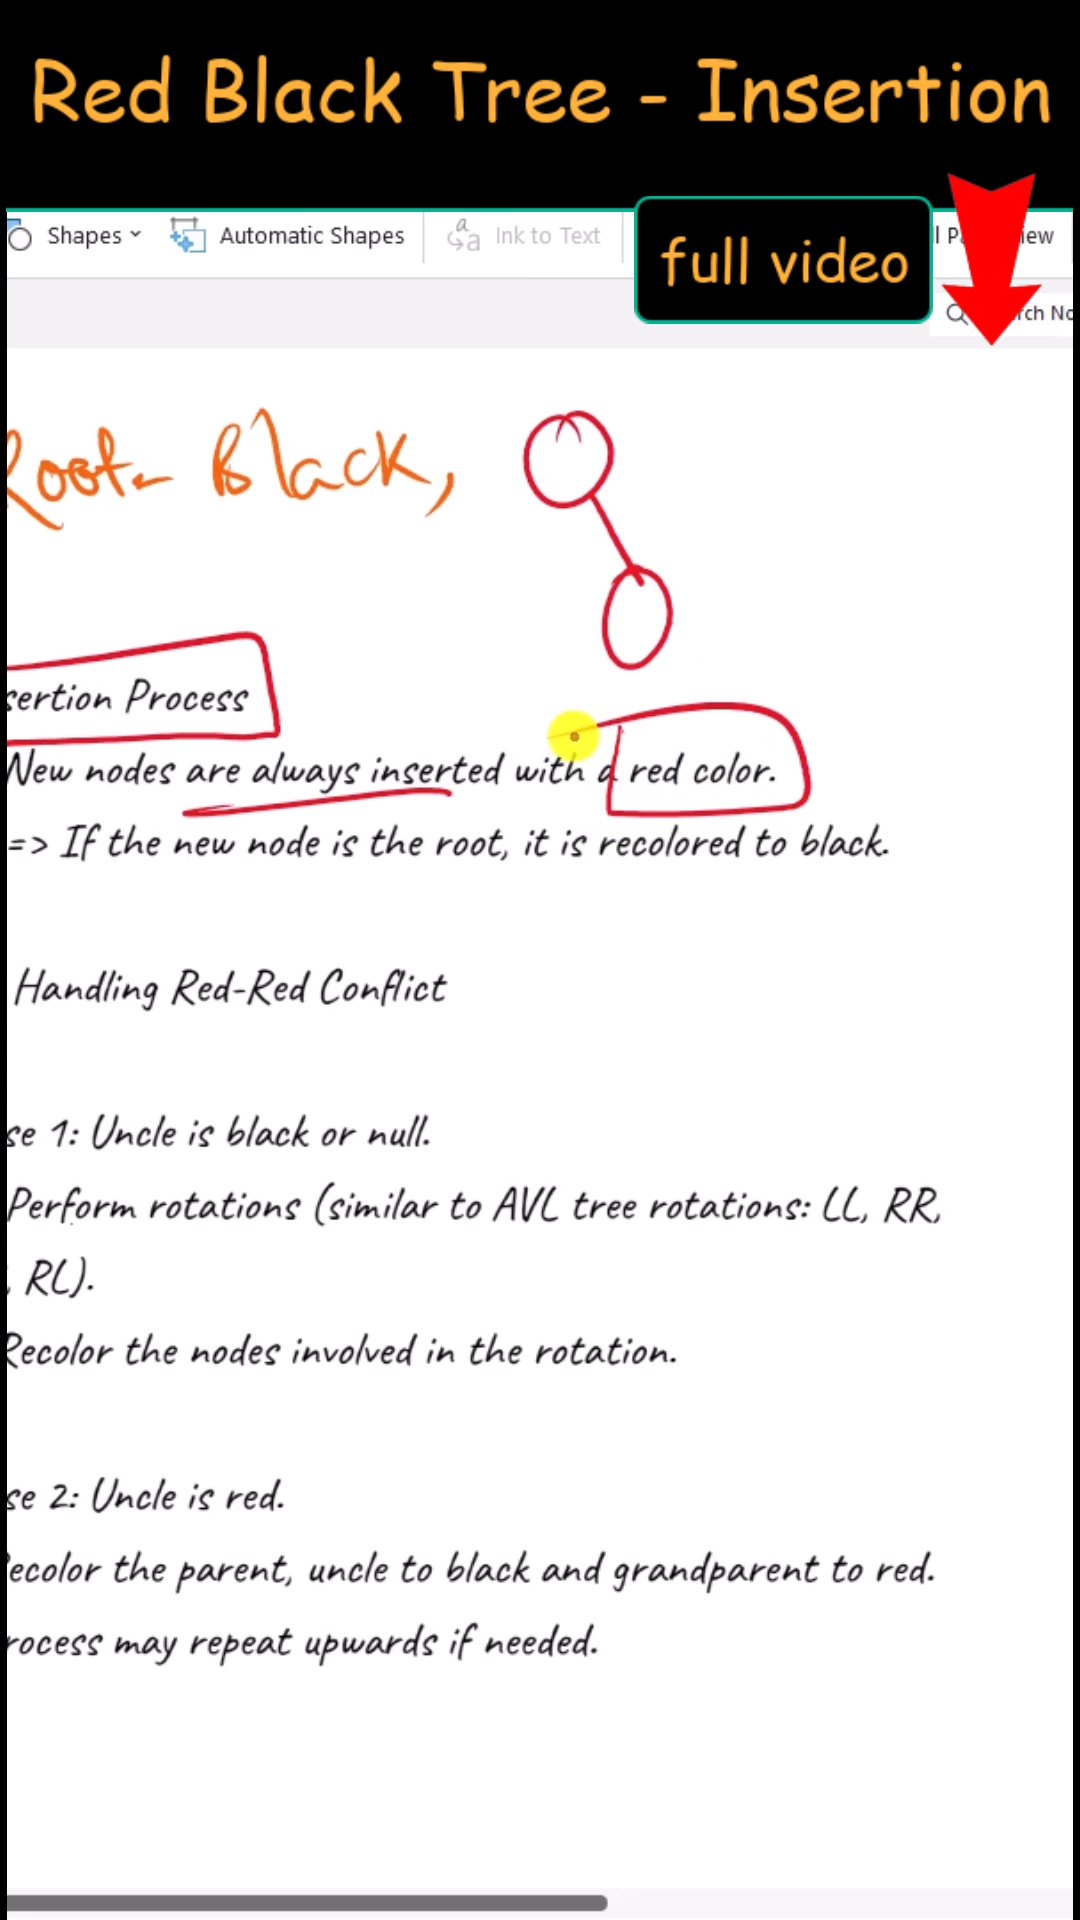 Red Black Tree - Insertion
Shapes
Automatic Shapes
Ink to Text
full video
Root - Black,
sertion Process
New nodes are always inserted with a red color.
=> If the new node is the root, it is recolored to black.
Handling Red-Red Conflict
se 1: Uncle is black or null.
Perform rotations (similar to AVL tree rotations: LL, RR,
, RL).
Recolor the nodes involved in the rotation.
se 2: Uncle is red.
ecolor the parent, uncle to black and grandparent to red.
rocess may repeat upwards if needed.